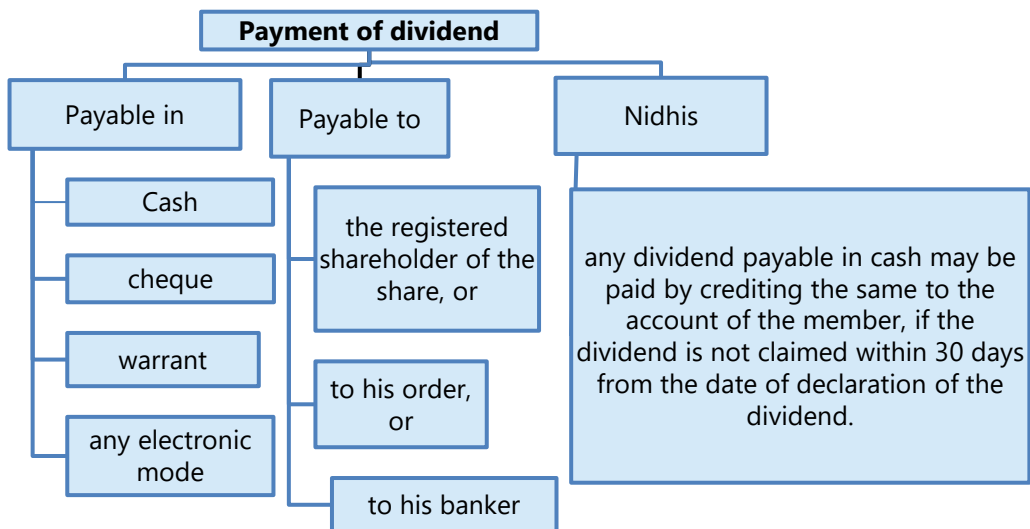 Payment of dividend
Payable in
Cash
cheque
warrant
any electronic
mode
Payable to
the registered
shareholder of the
share, or
to his order,
or
to his banker
Nidhis
any dividend payable in cash may be
paid by crediting the same to the
account of the member, if the
dividend is not claimed within 30 days
from the date of declaration of the
dividend.